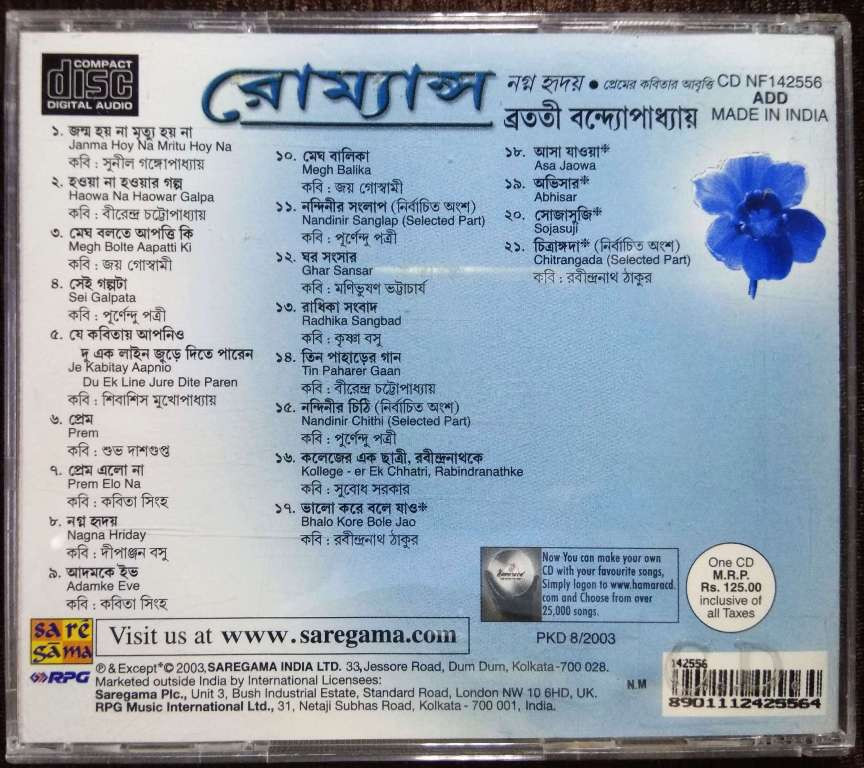 COMPACT
disc
DIGITAL AUDIO
রোম্যান্স
নগ্ন হৃদয় ● প্রেমের কবিতার আবৃত্তি
ব্রততী বন্দ্যোপাধ্যায়
CD NF142556
ADD
MADE IN INDIA
১. জন্ম হয় না মৃত্যু হয় না
Janma Hoy Na Mritu Hoy Na
কবি : সুনীল গঙ্গোপাধ্যায়
২. হওয়া না হওয়ার গল্প
Haowa Na Haowar Galpa
কবি : বীরেন্দ্র চট্টোপাধ্যায়
৩. মেঘ বলতে আপত্তি কি
Megh Bolte Aapatti Ki
কবি : জয় গোস্বামী
৪. সেই গল্পটা
Sei Galpata
কবি : পূর্ণেন্দু পত্রী
৫. যে কবিতায় আপনিও
দু এক লাইন জুড়ে দিতে পারেন
Je Kabitay Aapnio
Du Ek Line Jure Dite Paren
কবি : শিবাশিস মুখোপাধ্যায়
৬. প্রেম
Prem
কবি : শুভ দাশগুপ্ত
৭. প্রেম এলো না
Prem Elo Na
কবি : কবিতা সিংহ
৮. নগ্ন হৃদয়
Nagna Hriday
কবি : দীপাঞ্জন বসু
৯. আদমকে ইভ
Adamke Eve
কবি : কবিতা সিংহ
১০. মেঘ বালিকা
Megh Balika
কবি : জয় গোস্বামী
১১. নন্দিনীর সংলাপ (নির্বাচিত অংশ)
Nandinir Sanglap (Selected Part)
কবি : পূর্ণেন্দু পত্রী
১২. ঘর সংসার
Ghar Sansar
কবি : মণিভূষণ ভট্টাচার্য
১৩. রাধিকা সংবাদ
Radhika Sangbad
কবি : কৃষ্ণা বসু
১৪. তিন পাহাড়ের গান
Tin Paharer Gaan
কবি : বীরেন্দ্র চট্টোপাধ্যায়
১৫. নন্দিনীর চিঠি (নির্বাচিত অংশ)
Nandinir Chithi (Selected Part)
কবি : পূর্ণেন্দু পত্রী
১৬. কলেজের এক ছাত্রী, রবীন্দ্রনাথকে
Kollege - er Ek Chhatri, Rabindranathke
কবি : সুবোধ সরকার
১৭. ভালো করে বলে যাও*
Bhalo Kore Bole Jao
কবি : রবীন্দ্রনাথ ঠাকুর
১৮. আসা যাওয়া*
Asa Jaowa
১৯. অভিসার*
Abhisar
২০. সোজাসুজি*
Sojasuji
২১. চিত্রাঙ্গদা* (নির্বাচিত অংশ)
Chitrangada (Selected Part)
কবি : রবীন্দ্রনাথ ঠাকুর
Hamaracd
Now You can make your own
CD with your favourite songs,
Simply logon to www.hamaracd.
com and Choose from over
25,000 songs.
One CD
M.R.P.
Rs. 125.00
inclusive of
all Taxes
sa rē
gā ma
RPG
Visit us at www.saregama.com
PKD 8/2003
℗ & Except* © 2003, SAREGAMA INDIA LTD. 33, Jessore Road, Dum Dum, Kolkata-700 028.
Marketed outside India by International Licensees:
Saregama Plc., Unit 3, Bush Industrial Estate, Standard Road, London NW 10 6HD, UK.
RPG Music International Ltd., 31, Netaji Subhas Road, Kolkata - 700 001, India.
N.M
142556
CD
8901112425564